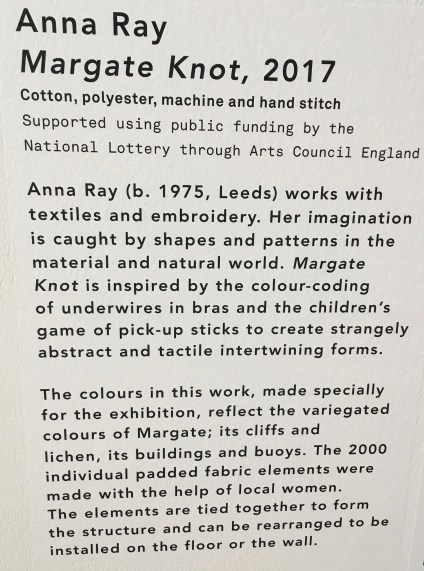 Anna Ray
Margate Knot, 2017
Cotton, polyester, machine and hand stitch
Supported using public funding by the
National Lottery through Arts Council England
Anna Ray (b. 1975, Leeds) works with
textiles and embroidery. Her imagination
is caught by shapes and patterns in the
material and natural world. Margate
Knot is inspired by the colour-coding
of underwires in bras and the children's
game of pick-up sticks to create strangely
abstract and tactile intertwining forms.
The colours in this work, made specially
for the exhibition, reflect the variegated
colours of Margate; its cliffs and
lichen, its buildings and buoys. The 2000
individual padded fabric elements were
made with the help of local women.
The elements are tied together to form
the structure and can be rearranged to be
installed on the floor or the wall.